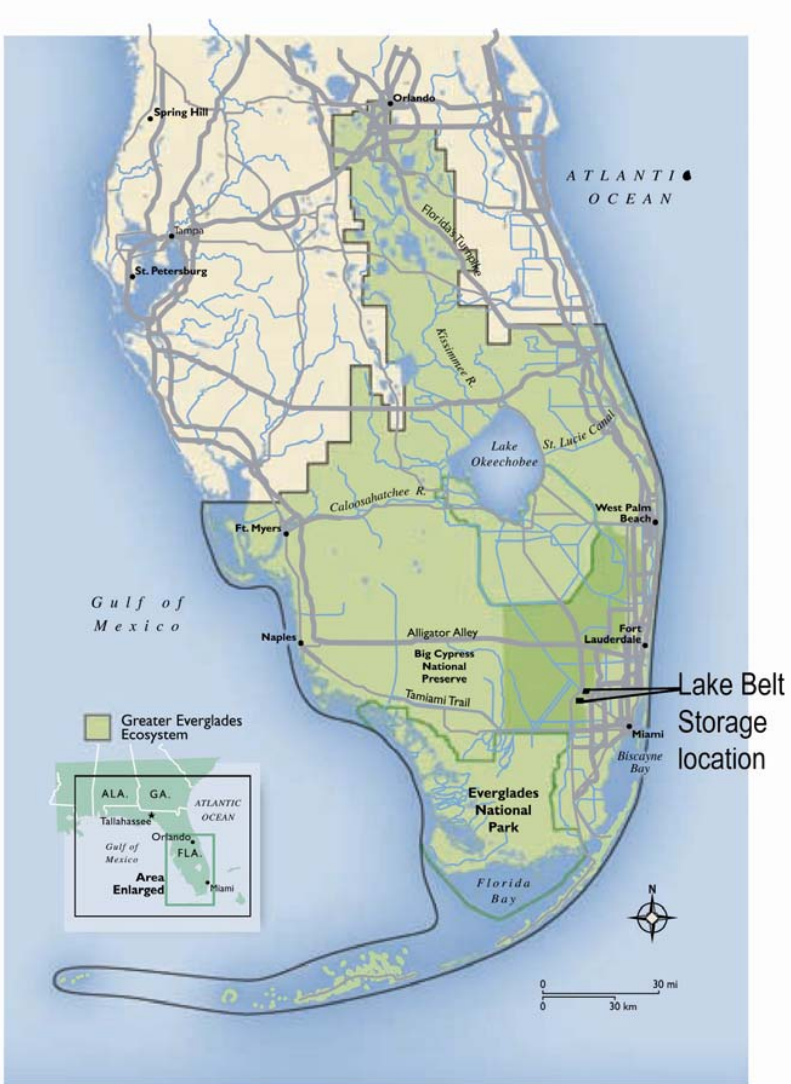 Orlando
Spring Hill
ATLANTI
OCEAN
Florida's Turnpike
Tampa
St. Petersburg
Kissimmee R.
St. Lucie Canal
Lake
Okeechobee
Caloosahatchee R.
West Palm
Beach
Ft. Myers
Gulf of
Mexico
Alligator Alley
Fort
Lauderdale
Naples
Big Cypress
National
Preserve
Lake Belt
Storage
location
Tamiami Trail
Greater Everglades
Ecosystem
Miami
Biscayne
Bay
ALA.
GA.
ATLANTIC
OCEAN
Tallahassee
Orlando
Gulf of
Mexico
FLA.
Area
Enlarged
Miami
Everglades
National
Park
Florida
Bay
N
0 30 mi
0 30 km